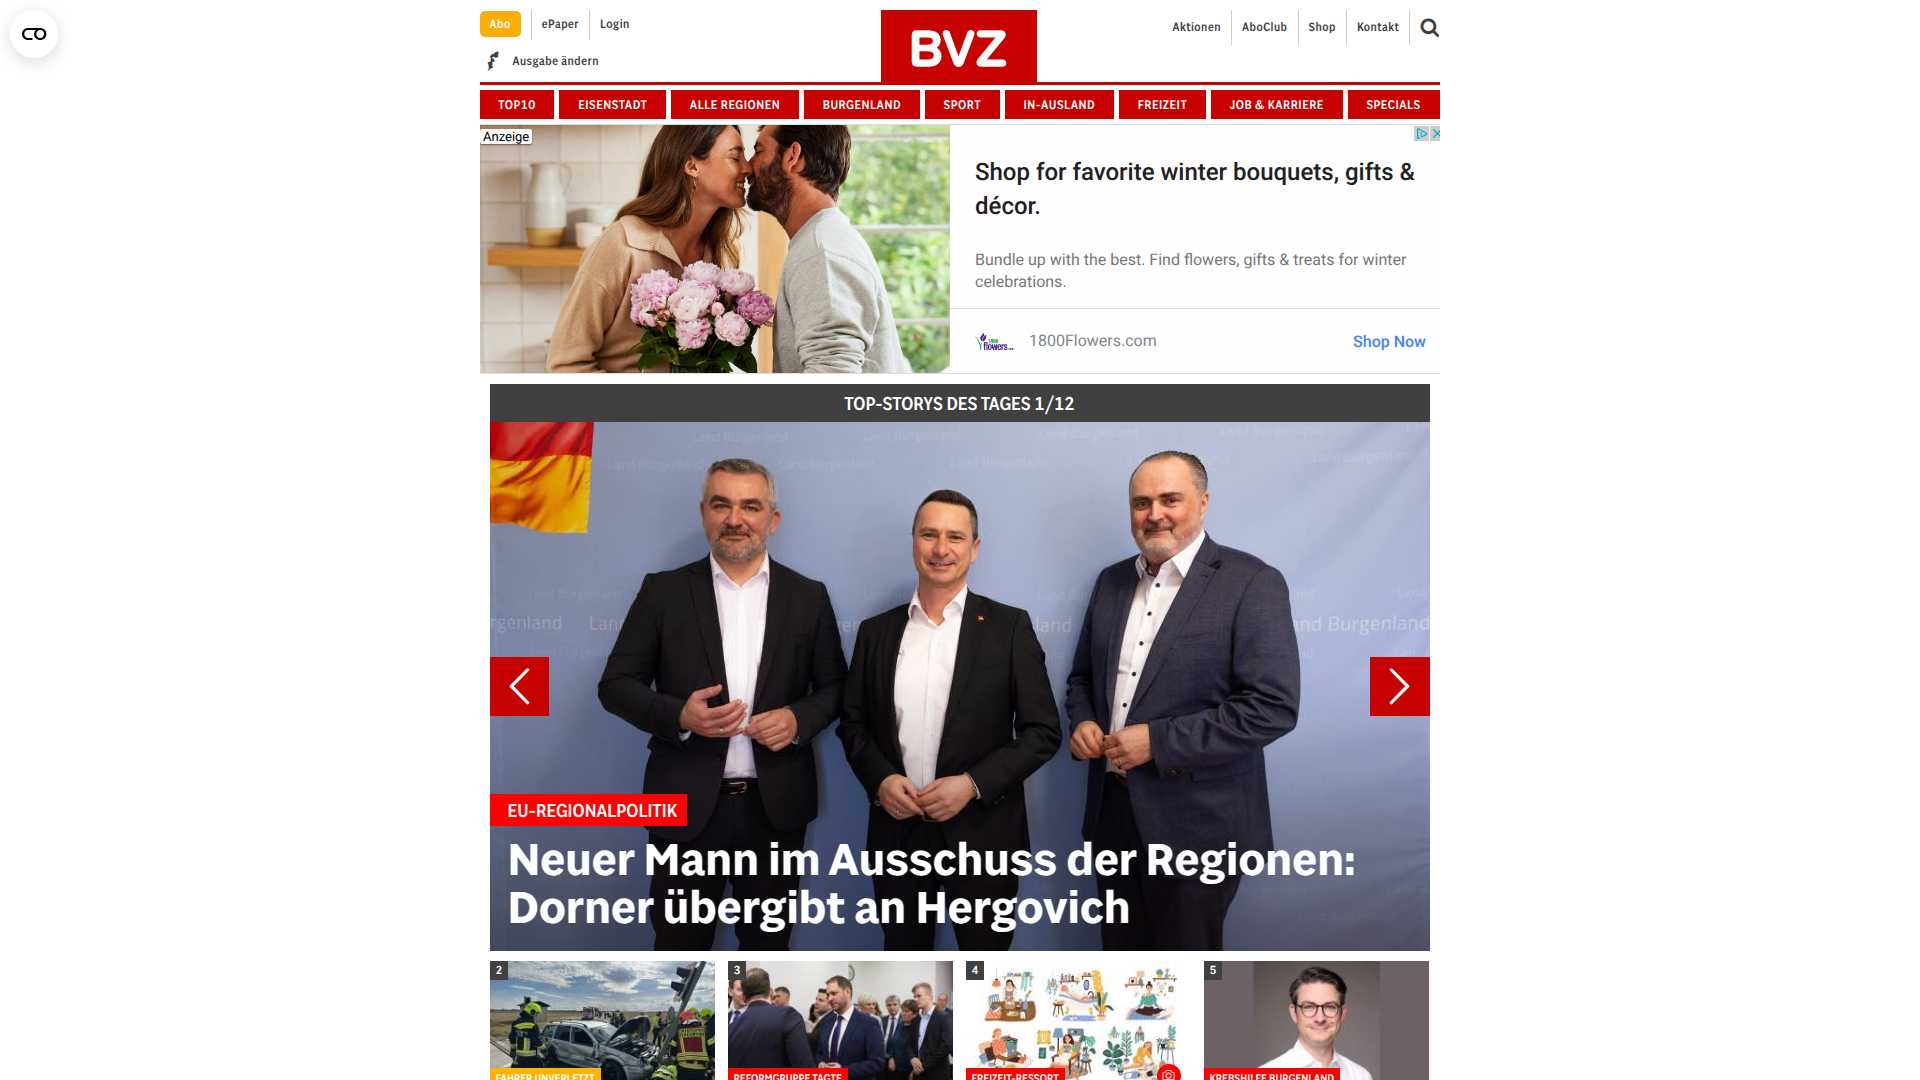 Abo
ePaper
Login
Ausgabe ändern
BVZ
Aktionen
AboClub
Shop
Kontakt
TOP10
EISENSTADT
ALLE REGIONEN
BURGENLAND
SPORT
IN-AUSLAND
FREIZEIT
JOB & KARRIERE
SPECIALS
Anzeige
Shop for favorite winter bouquets, gifts &
décor.
Bundle up with the best. Find flowers, gifts & treats for winter
celebrations.
1800Flowers.com
Shop Now
TOP-STORYS DES TAGES 1/12
EU-REGIONALPOLITIK
Neuer Mann im Ausschuss der Regionen:
Dorner übergibt an Hergovich
2
3
4
5
FAHRER UNVERLETZT
REFORMGRUPPE TAGTE
FREIZEIT-RESSORT
KREBSHILFE BURGENLAND